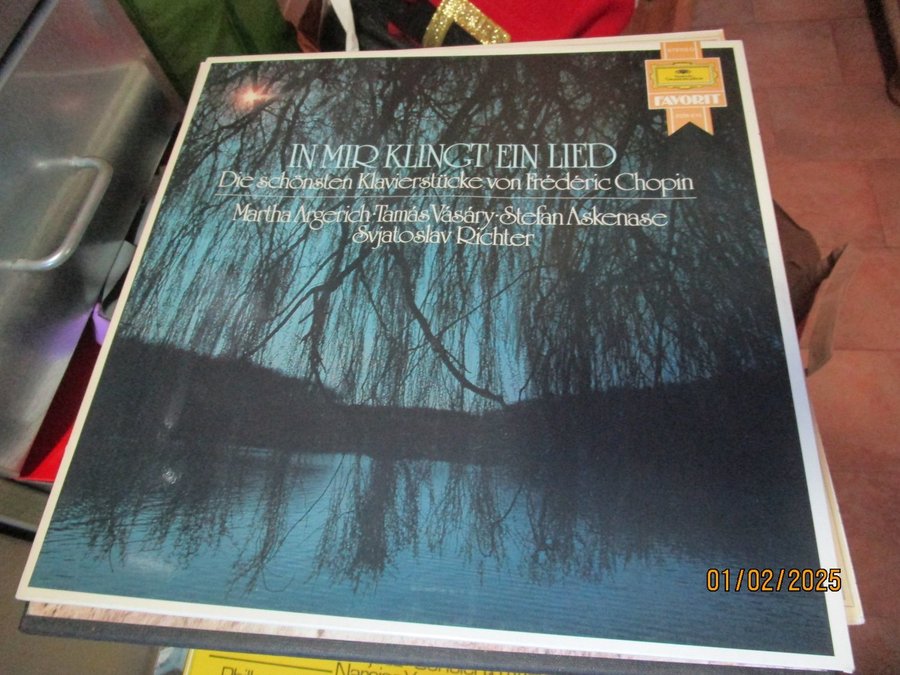 STEREO
FAVORIT
IN MIR KLINGT EIN LIED
Die schönsten Klavierstücke von Frédéric Chopin
Martha Argerich · Tamás Vásáry · Stefan Askenase
Svjatoslav Richter
01/02/2025